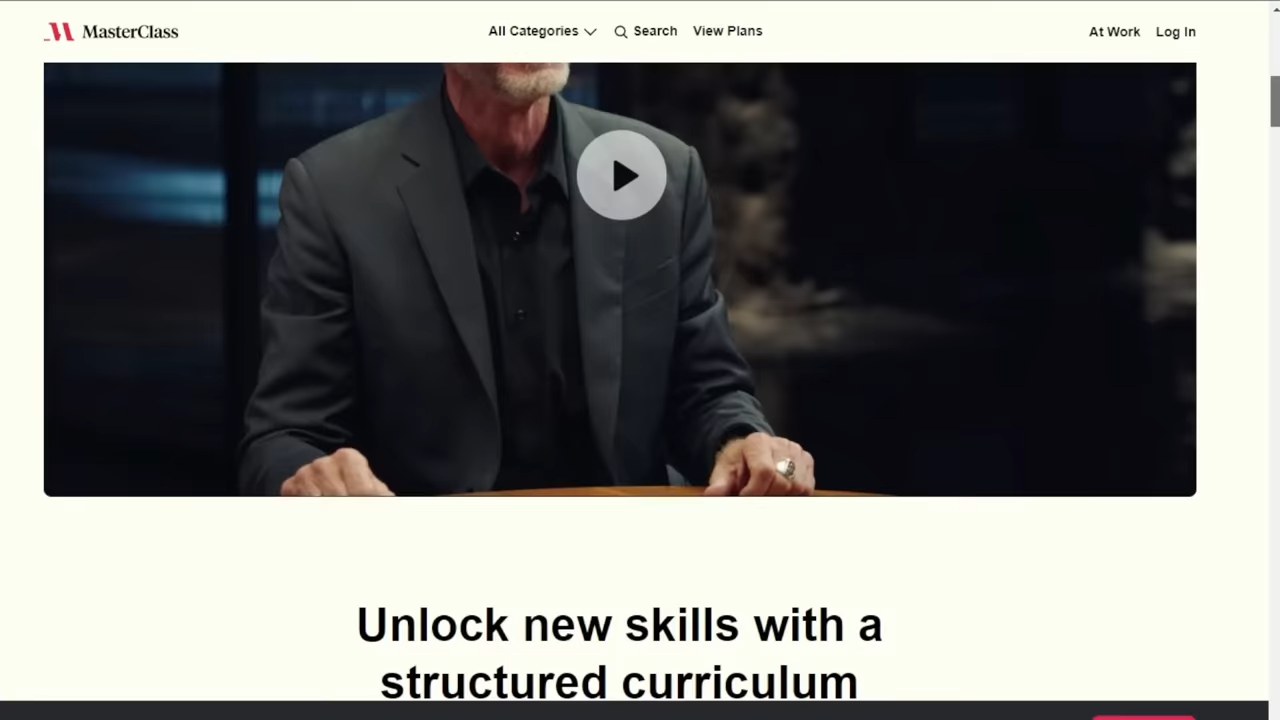 MasterClass
All Categories
Search
View Plans
At Work
Log In
Unlock new skills with a
structured curriculum